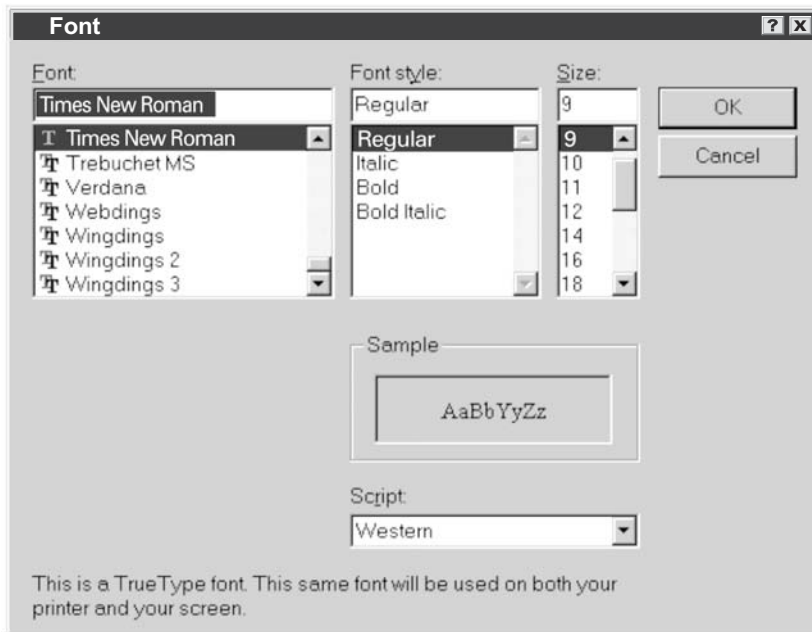 Font
Font:
Times New Roman
Times New Roman
Trebuchet MS
Verdana
Webdings
Wingdings
Wingdings 2
Wingdings 3
Font style:
Regular
Regular
Italic
Bold
Bold Italic
Size:
9
9
10
11
12
14
16
18
OK
Cancel
Sample
AaBbYyZz
Script:
Western
This is a TrueType font. This same font will be used on both your
printer and your screen.